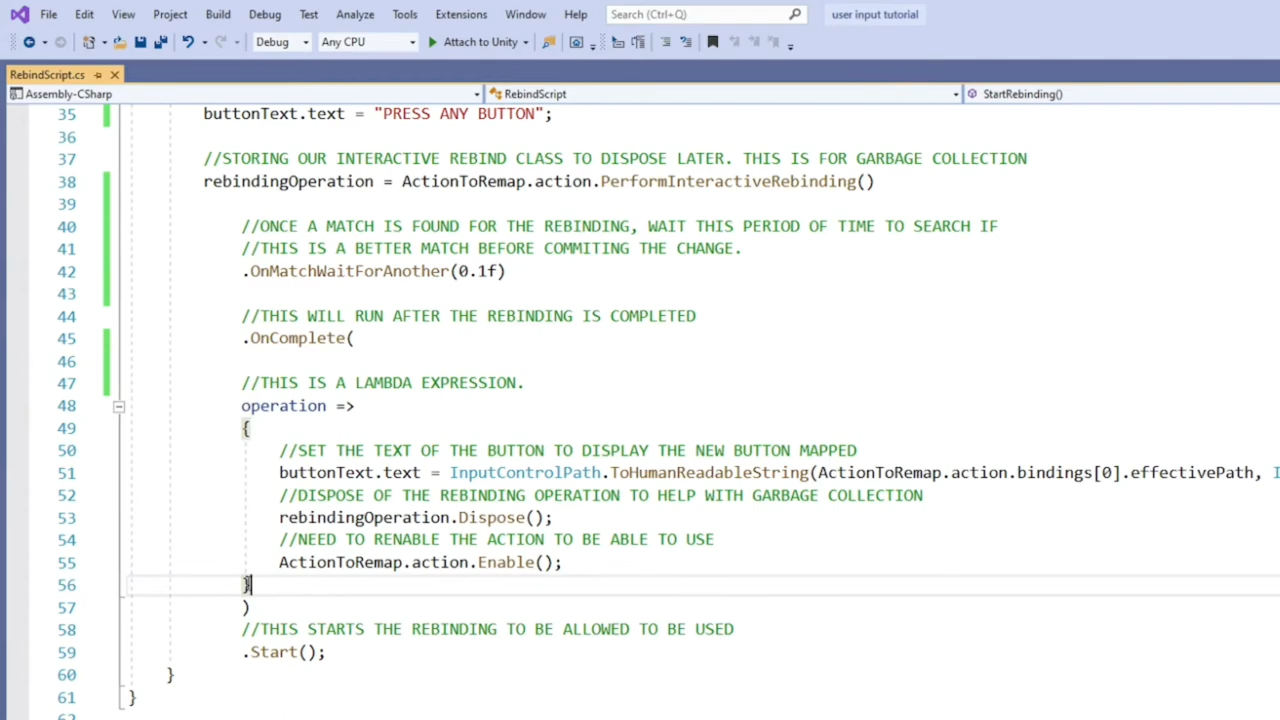 File Edit View Project Build Debug Test Analyze Tools Extensions Window Help Search (Ctrl+Q) user input tutorial
Debug Any CPU Attach to Unity
RebindScript.cs
Assembly-CSharp RebindScript StartRebinding()
35 buttonText.text = "PRESS ANY BUTTON";
36
37 //STORING OUR INTERACTIVE REBIND CLASS TO DISPOSE LATER. THIS IS FOR GARBAGE COLLECTION
38 rebindingOperation = ActionToRemap.action.PerformInteractiveRebinding()
39
40 //ONCE A MATCH IS FOUND FOR THE REBINDING, WAIT THIS PERIOD OF TIME TO SEARCH IF
41 //THIS IS A BETTER MATCH BEFORE COMMITING THE CHANGE.
42 .OnMatchWaitForAnother(0.1f)
43
44 //THIS WILL RUN AFTER THE REBINDING IS COMPLETED
45 .OnComplete(
46
47 //THIS IS A LAMBDA EXPRESSION.
48 operation =>
49 {
50 //SET THE TEXT OF THE BUTTON TO DISPLAY THE NEW BUTTON MAPPED
51 buttonText.text = InputControlPath.ToHumanReadableString(ActionToRemap.action.bindings[0].effectivePath, I
52 //DISPOSE OF THE REBINDING OPERATION TO HELP WITH GARBAGE COLLECTION
53 rebindingOperation.Dispose();
54 //NEED TO RENABLE THE ACTION TO BE ABLE TO USE
55 ActionToRemap.action.Enable();
56 }
57 )
58 //THIS STARTS THE REBINDING TO BE ALLOWED TO BE USED
59 .Start();
60 }
61 }
62